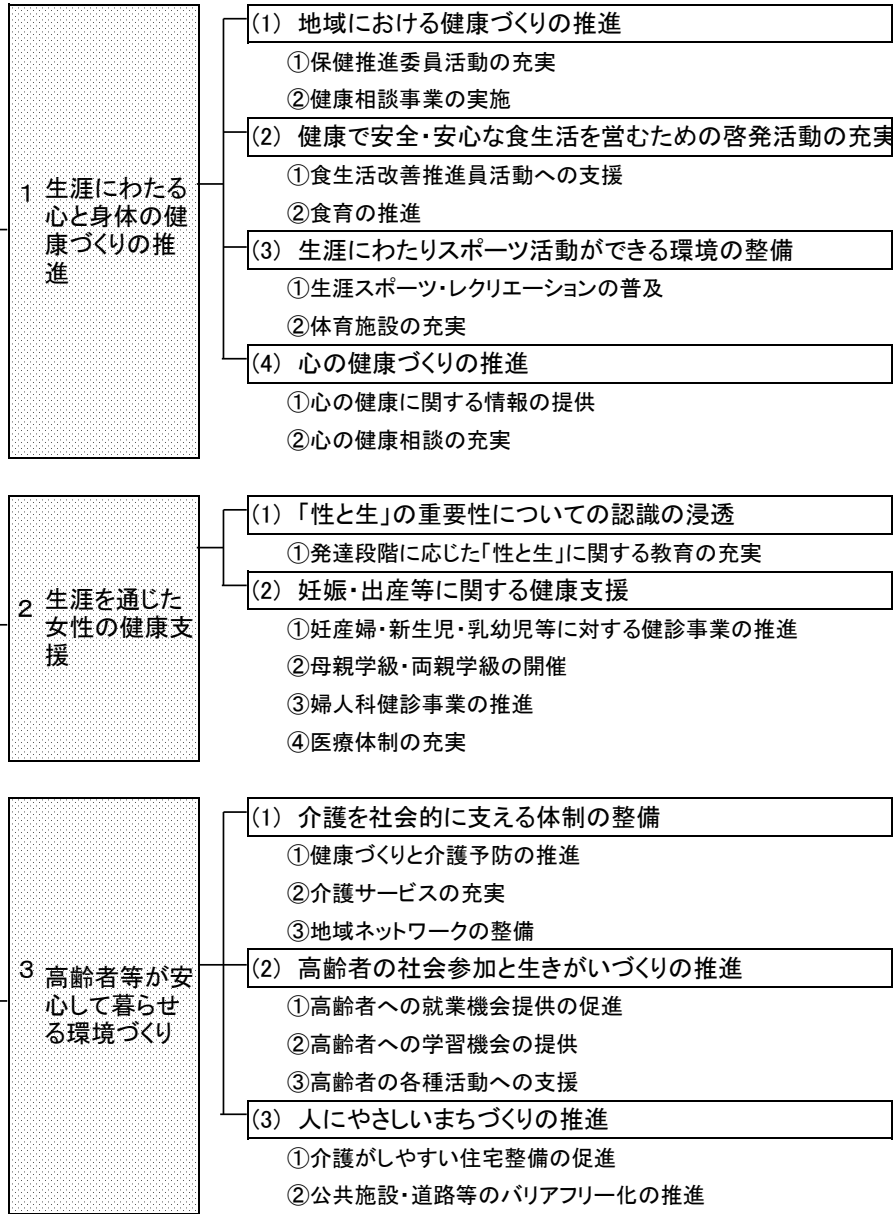 1 生涯にわたる
心と身体の健
康づくりの推
進
(1) 地域における健康づくりの推進
①保健推進委員活動の充実
②健康相談事業の実施
(2) 健康で安全・安心な食生活を営むための啓発活動の充実
①食生活改善推進員活動への支援
②食育の推進
(3) 生涯にわたりスポーツ活動ができる環境の整備
①生涯スポーツ・レクリエーションの普及
②体育施設の充実
(4) 心の健康づくりの推進
①心の健康に関する情報の提供
②心の健康相談の充実
2 生涯を通じた
女性の健康支
援
(1) 「性と生」の重要性についての認識の浸透
①発達段階に応じた「性と生」に関する教育の充実
(2) 妊娠・出産等に関する健康支援
①妊産婦・新生児・乳幼児等に対する健診事業の推進
②母親学級・両親学級の開催
③婦人科健診事業の推進
④医療体制の充実
3 高齢者等が安
心して暮らせ
る環境づくり
(1) 介護を社会的に支える体制の整備
①健康づくりと介護予防の推進
②介護サービスの充実
③地域ネットワークの整備
(2) 高齢者の社会参加と生きがいづくりの推進
①高齢者への就業機会提供の促進
②高齢者への学習機会の提供
③高齢者の各種活動への支援
(3) 人にやさしいまちづくりの推進
①介護がしやすい住宅整備の促進
②公共施設・道路等のバリアフリー化の推進